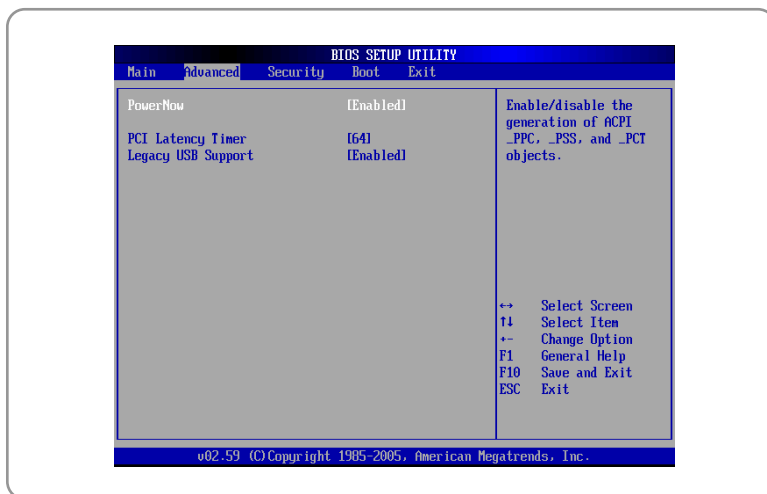 BIOS SETUP UTILITY
Main Advanced Security Boot Exit
PowerNow [Enabled]
PCI Latency Timer [64]
Legacy USB Support [Enabled]
Enable/disable the
generation of ACPI
_PPC, _PSS, and _PCT
objects.
↔ Select Screen
↑↓ Select Item
+- Change Option
F1 General Help
F10 Save and Exit
ESC Exit
v02.59 (C)Copyright 1985-2005, American Megatrends, Inc.